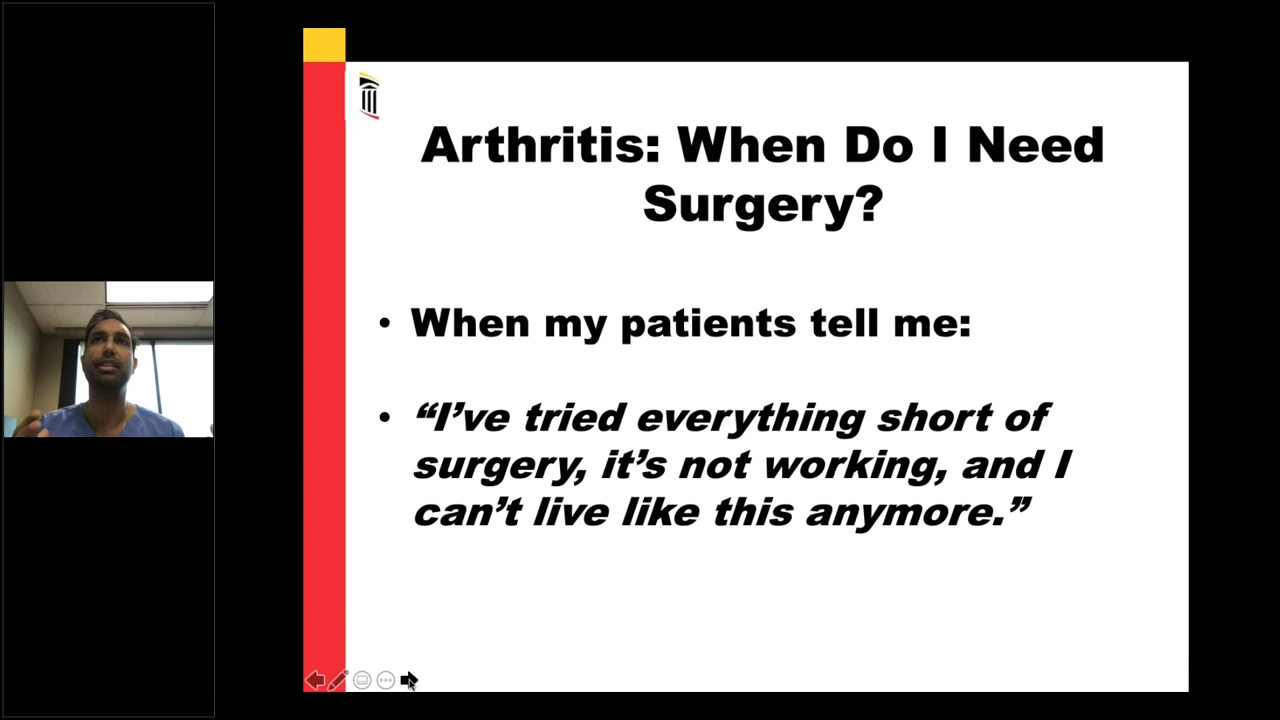 Arthritis: When Do I Need
Surgery?
• When my patients tell me:
• “I’ve tried everything short of
surgery, it’s not working, and I
can’t live like this anymore.”